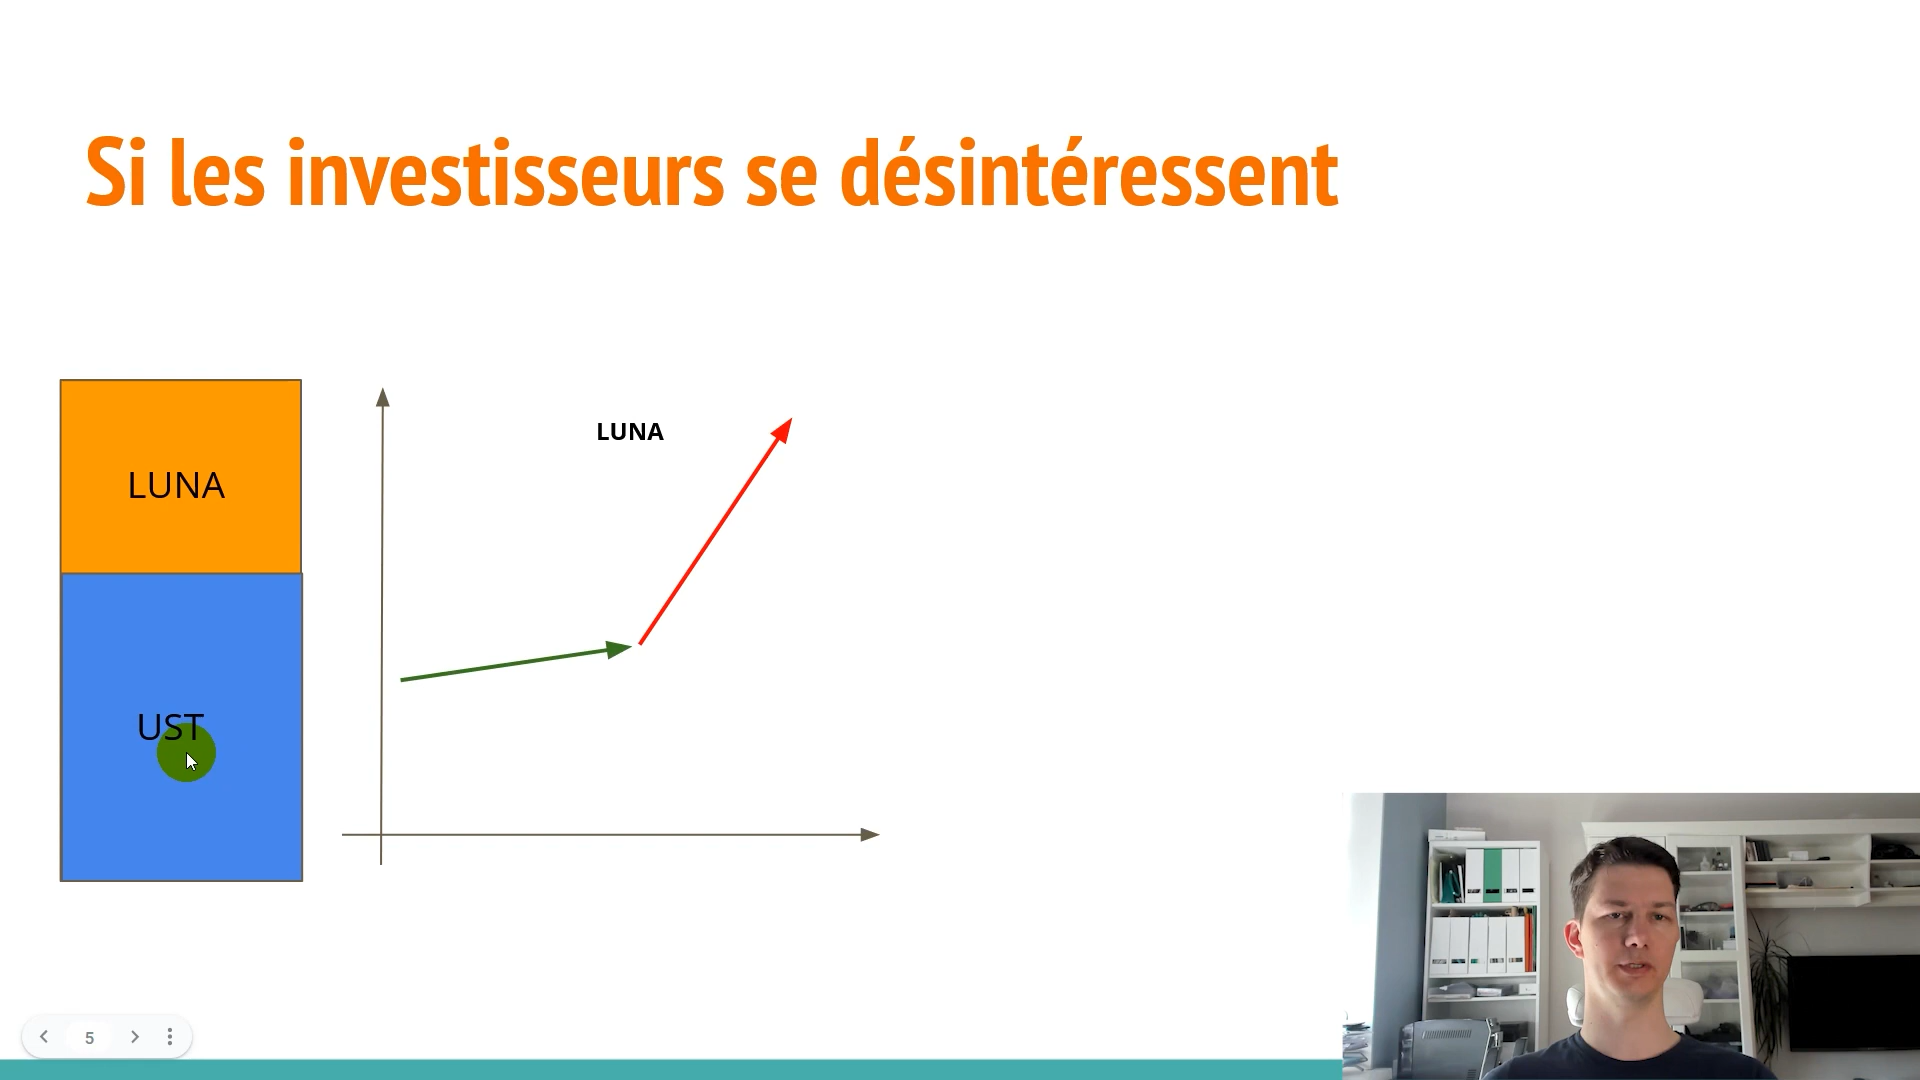 Si les investisseurs se désintéressent
LUNA
LUNA
UST
5